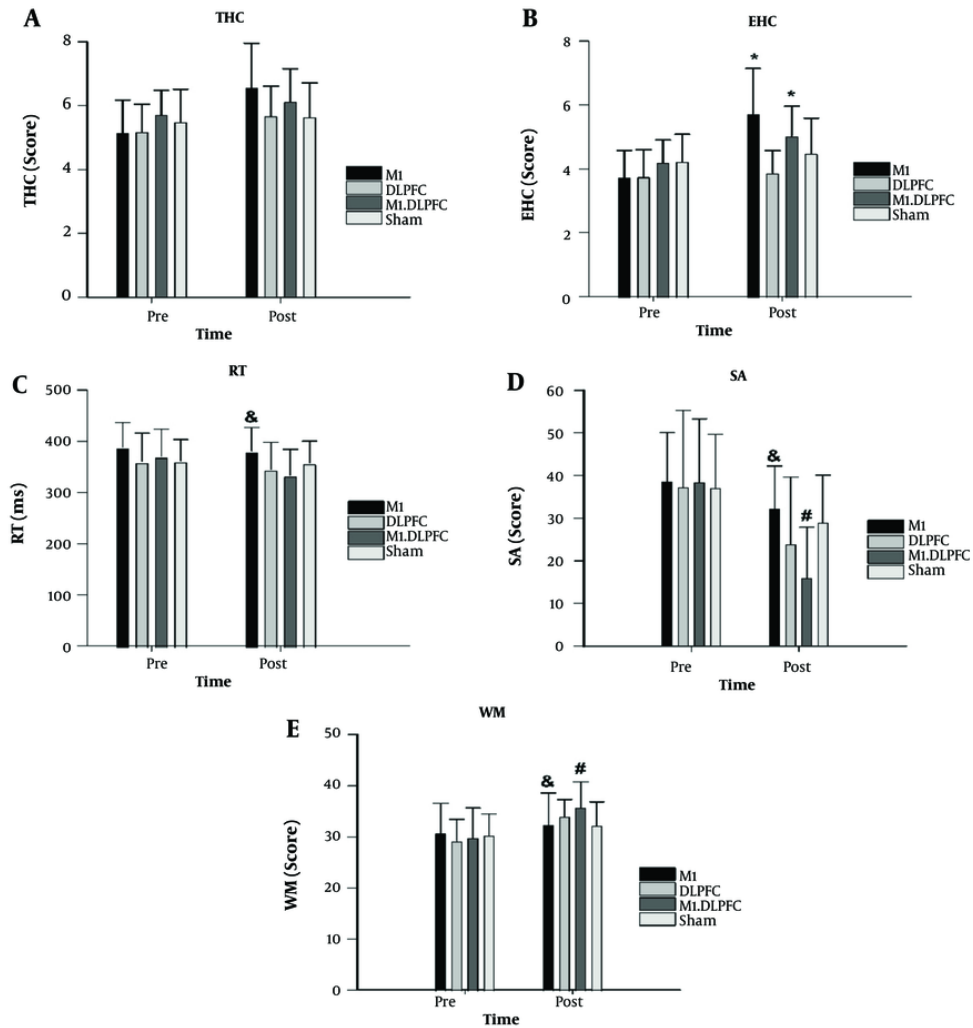 A
THC
THC (Score)
8
6
4
2
0
Pre
Post
Time
M1
DLPFC
M1.DLPFC
Sham
B
EHC
EHC (Score)
8
6
4
2
0
*
*
Pre
Post
Time
M1
DLPFC
M1.DLPFC
Sham
C
RT
RT (ms)
500
400
300
200
100
0
&
Pre
Post
Time
M1
DLPFC
M1.DLPFC
Sham
D
SA
SA (Score)
60
50
40
30
20
10
0
&
#
Pre
Post
Time
M1
DLPFC
M1.DLPFC
Sham
E
WM
WM (Score)
50
40
30
20
10
0
&
#
Pre
Post
Time
M1
DLPFC
M1.DLPFC
Sham